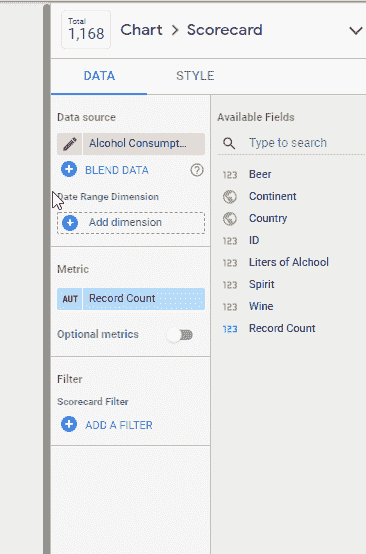 Total
1,168
Chart > Scorecard
DATA
STYLE
Data source
Alcohol Consumpt...
BLEND DATA
?
Date Range Dimension
Add dimension
Metric
AUT Record Count
Optional metrics
Filter
Scorecard Filter
ADD A FILTER
Available Fields
Type to search
123 Beer
Continent
Country
123 ID
123 Liters of Alchool
123 Spirit
123 Wine
123 Record Count